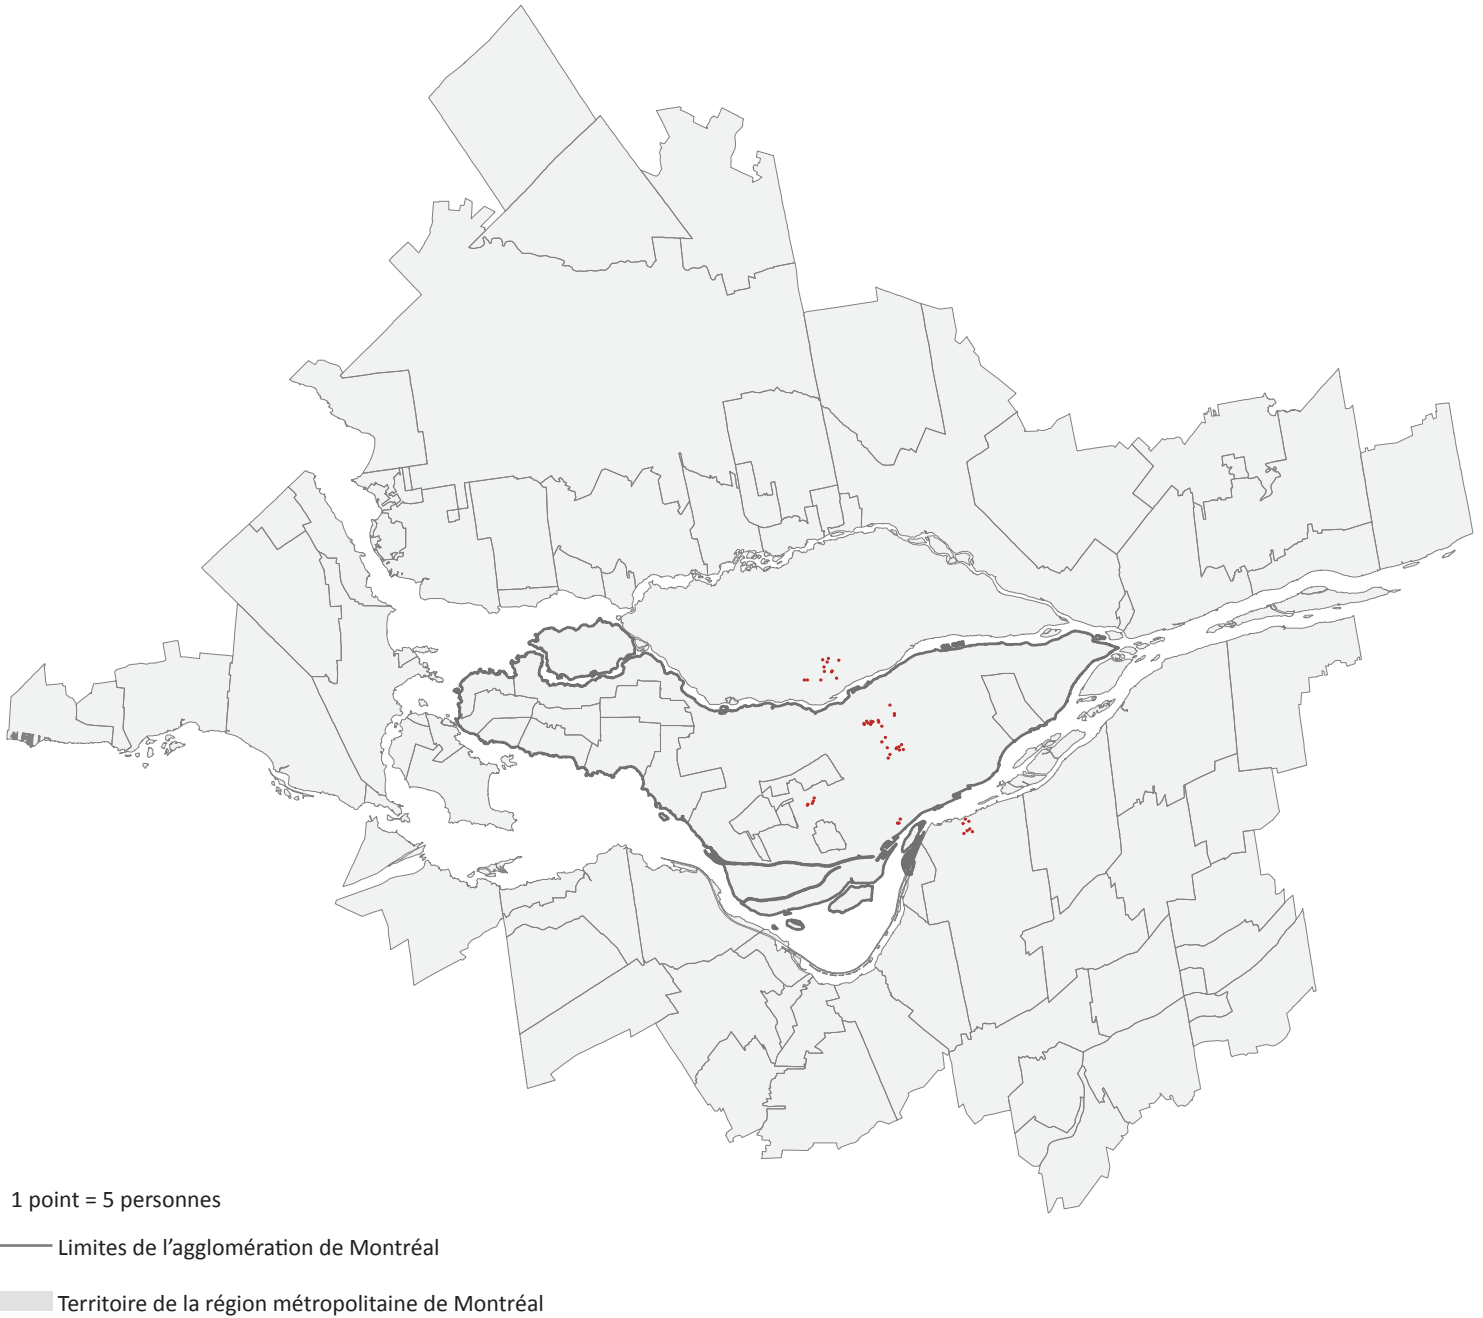 1 point = 5 personnes
Limites de l’agglomération de Montréal
Territoire de la région métropolitaine de Montréal